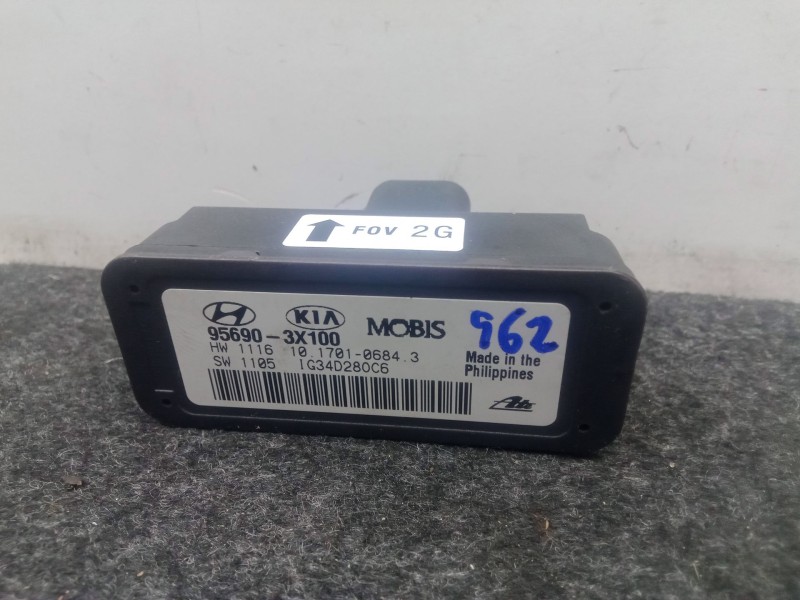 FOV 2G
KIA MOBIS 962
95690-3X100
HW 1116 10.1701-0684.3
SW 1105 IG34D280C6
Made in the
Philippines
Ate